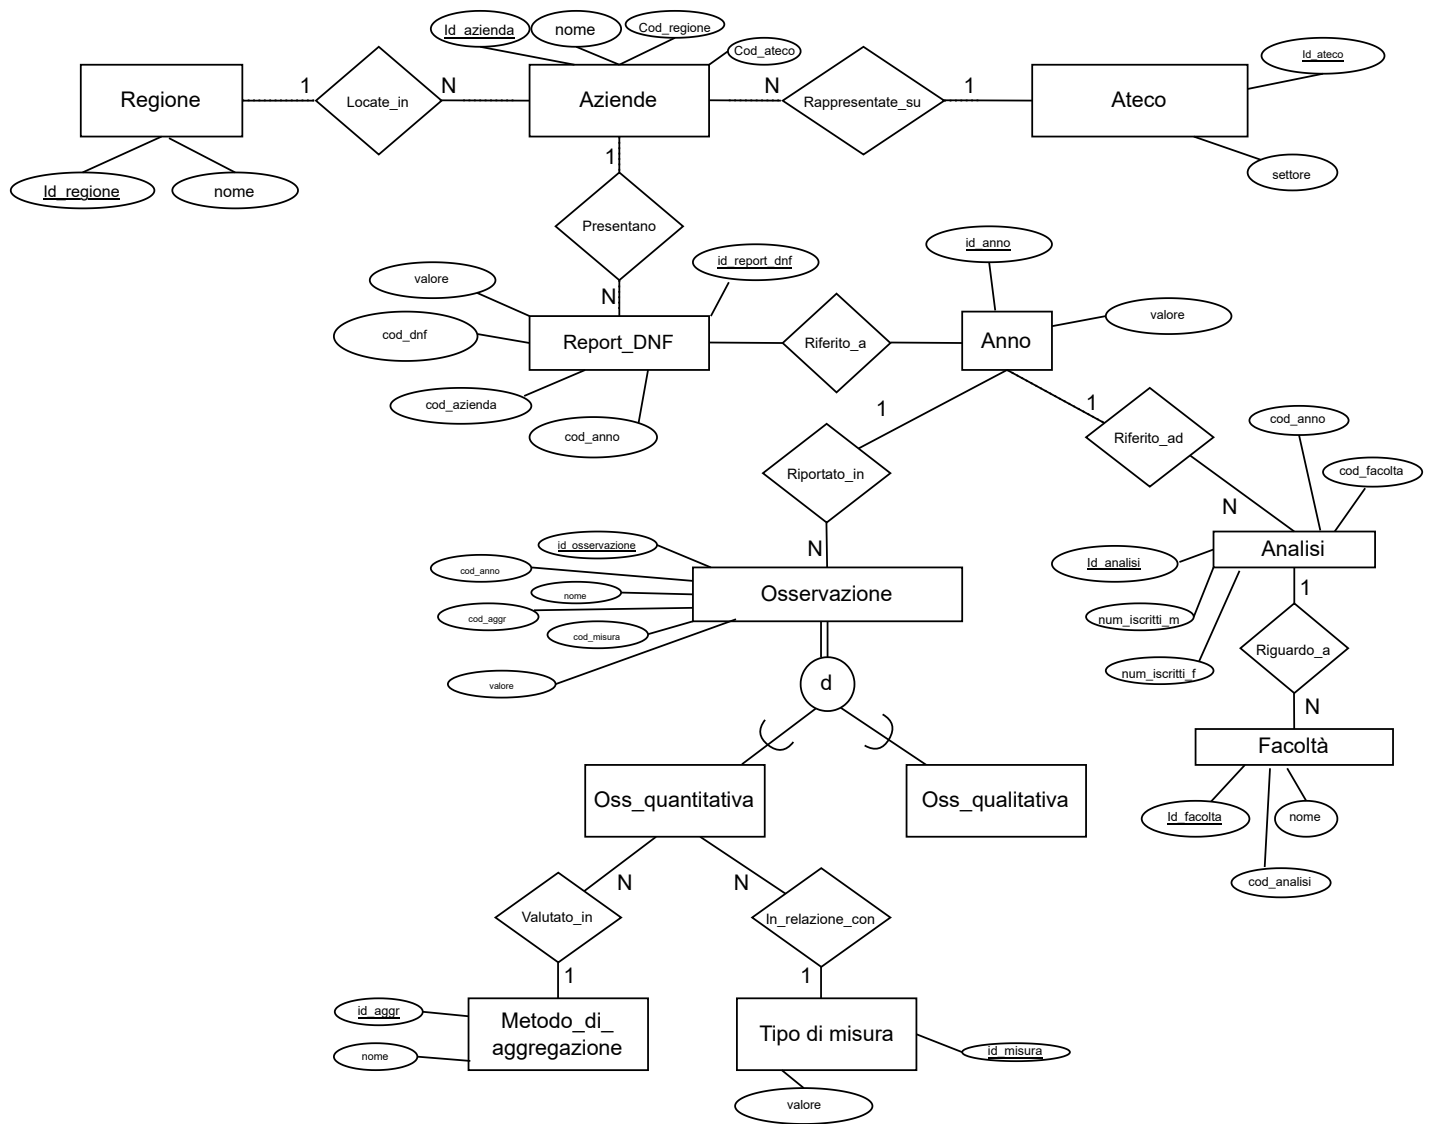 Id_azienda
nome
Cod_regione
Cod_ateco
Id_ateco
Regione
1
Locate_in
N
Aziende
N
Rappresentate_su
1
Ateco
Id_regione
nome
1
settore
Presentano
id_report_dnf
id_anno
valore
N
cod_dnf
Report_DNF
Riferito_a
Anno
valore
cod_azienda
cod_anno
1
1
Riferito_ad
cod_anno
cod_facolta
Riportato_in
N
N
id_osservazione
cod_anno
nome
cod_aggr
cod_misura
valore
Osservazione
Analisi
Id_analisi
num_iscritti_m
num_iscritti_f
1
Riguardo_a
N
d
Facoltà
Id_facolta
nome
cod_analisi
Oss_quantitativa
Oss_qualitativa
N
N
Valutato_in
In_relazione_con
1
1
id_aggr
nome
Metodo_di_
aggregazione
Tipo di misura
id_misura
valore